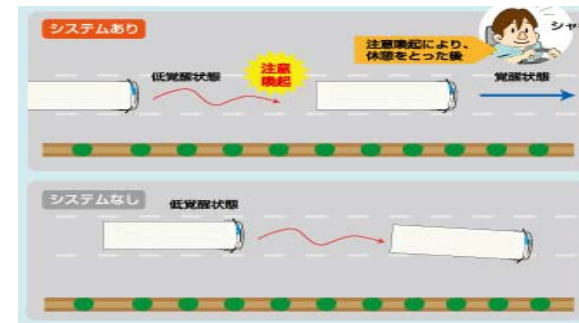 システムあり
シャ
注意喚起により、
休憩をとった後
低覚醒状態
注意
喚起
覚醒状態
システムなし
低覚醒状態